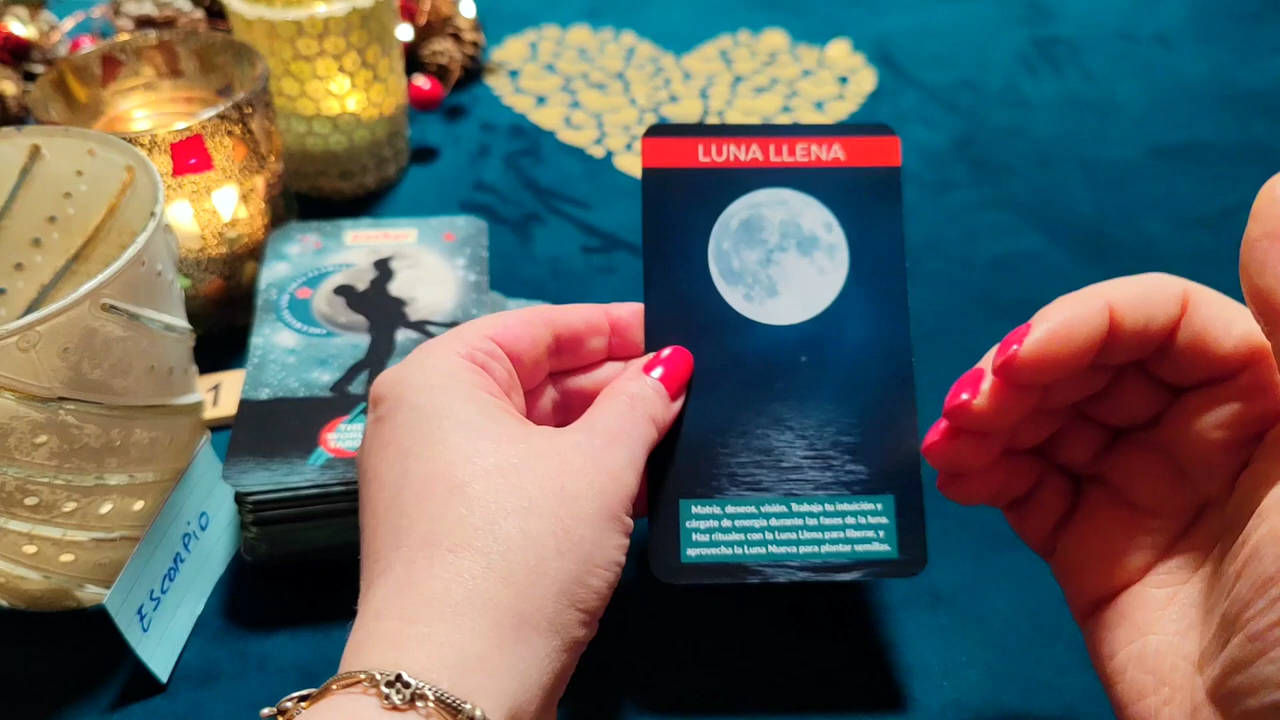 LUNA LLENA
Matriz, deseos, visión. Trabaja tu intuición y
cárgate de energía durante las fases de la luna.
Haz rituales con la Luna Llena para liberar, y
aprovecha la Luna Nueva para plantar semillas.
1
THE
ESCORPIO